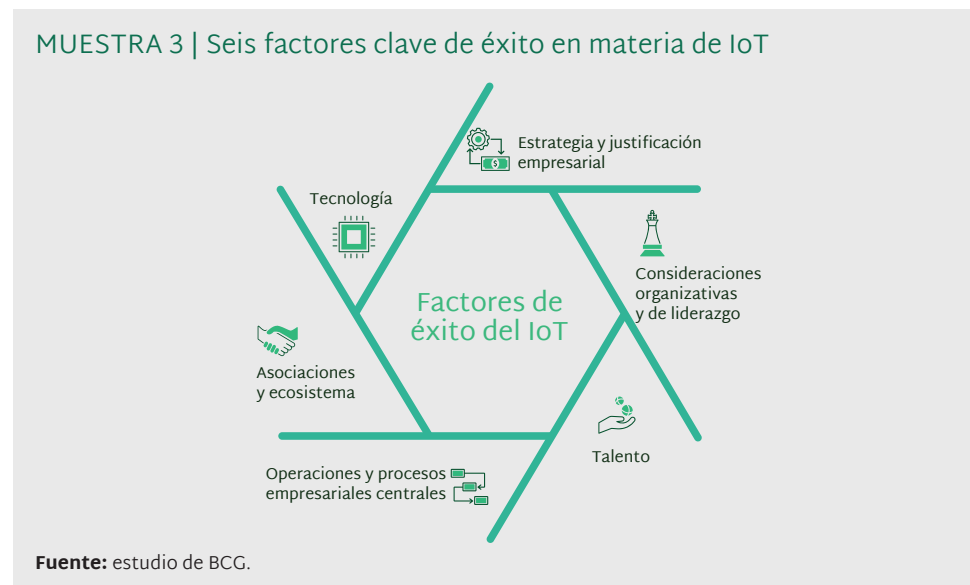 MUESTRA 3 | Seis factores clave de éxito en materia de IoT
Estrategia y justificación
empresarial
Tecnología
Consideraciones
organizativas
y de liderazgo
Factores de
éxito del IoT
Asociaciones
y ecosistema
Talento
Operaciones y procesos
empresariales centrales
Fuente: estudio de BCG.